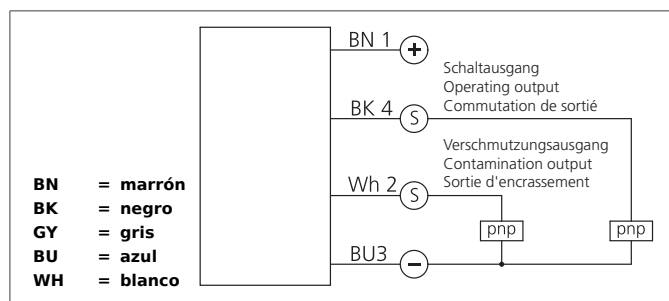 BN 1
+
Schaltausgang
Operating output
Commutation de sortié
BK 4
S
Verschmutzungsausgang
Contamination output
Sortie d'encrassement
Wh 2
S
pnp
pnp
BU3
−
BN = marrón
BK = negro
GY = gris
BU = azul
WH = blanco